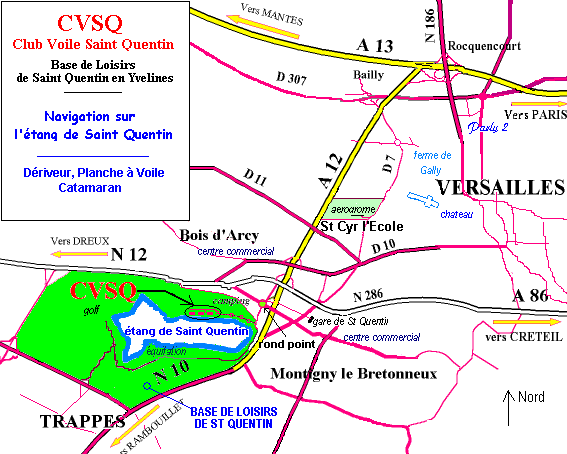 CVSQ
Club Voile Saint Quentin
Base de Loisirs
de Saint Quentin en Yvelines
Navigation sur
l'étang de Saint Quentin
Dériveur, Planche à Voile
Catamaran
Vers MANTES
A 13
N 186
Rocquencourt
D 307
Bailly
Vers PARIS
Parly 2
A 12
D 7
ferme de
Gally
D 11
VERSAILLES
aerodrome
chateau
St Cyr l'Ecole
Bois d'Arcy
centre commercial
D 10
Vers DREUX
N 12
CVSQ
camping
N 286
A 86
golf
étang de Saint Quentin
gare de St Quentin
centre commercial
vers CRETEIL
rond point
équitation
N 10
Montigny le Bretonneux
BASE DE LOISIRS
DE ST QUENTIN
Nord
TRAPPES
vers RAMBOUILLET